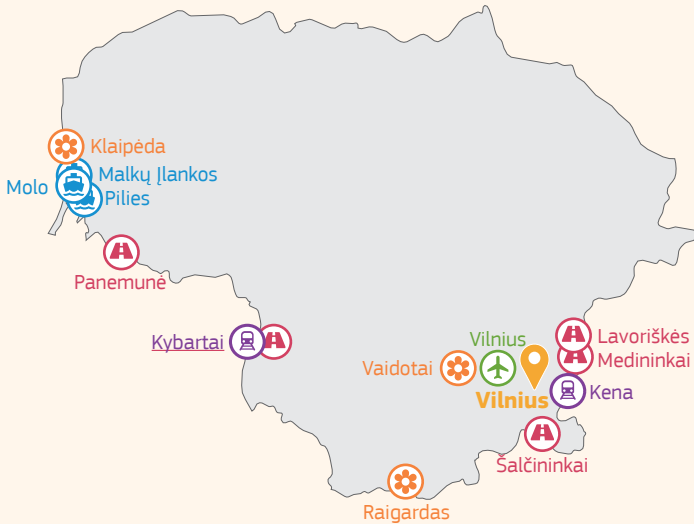 Klaipėda
Malkų Įlankos
Molo
Pilies
Panemunė
Kybartai
Vilnius
Lavoriškės
Medininkai
Vaidotai
Vilnius
Kena
Šalčininkai
Raigardas